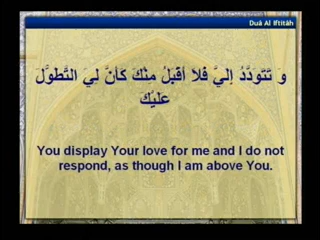 Duâ Al Iftitâh
و تَتَوَدَّدُ إِلَيَّ فَلا أَقْبَلُ مِنْكَ كَأَنَّ لِيَ التَّطَوُّلَ
عَلَيْكَ
You display Your love for me and I do not
respond, as though I am above You.